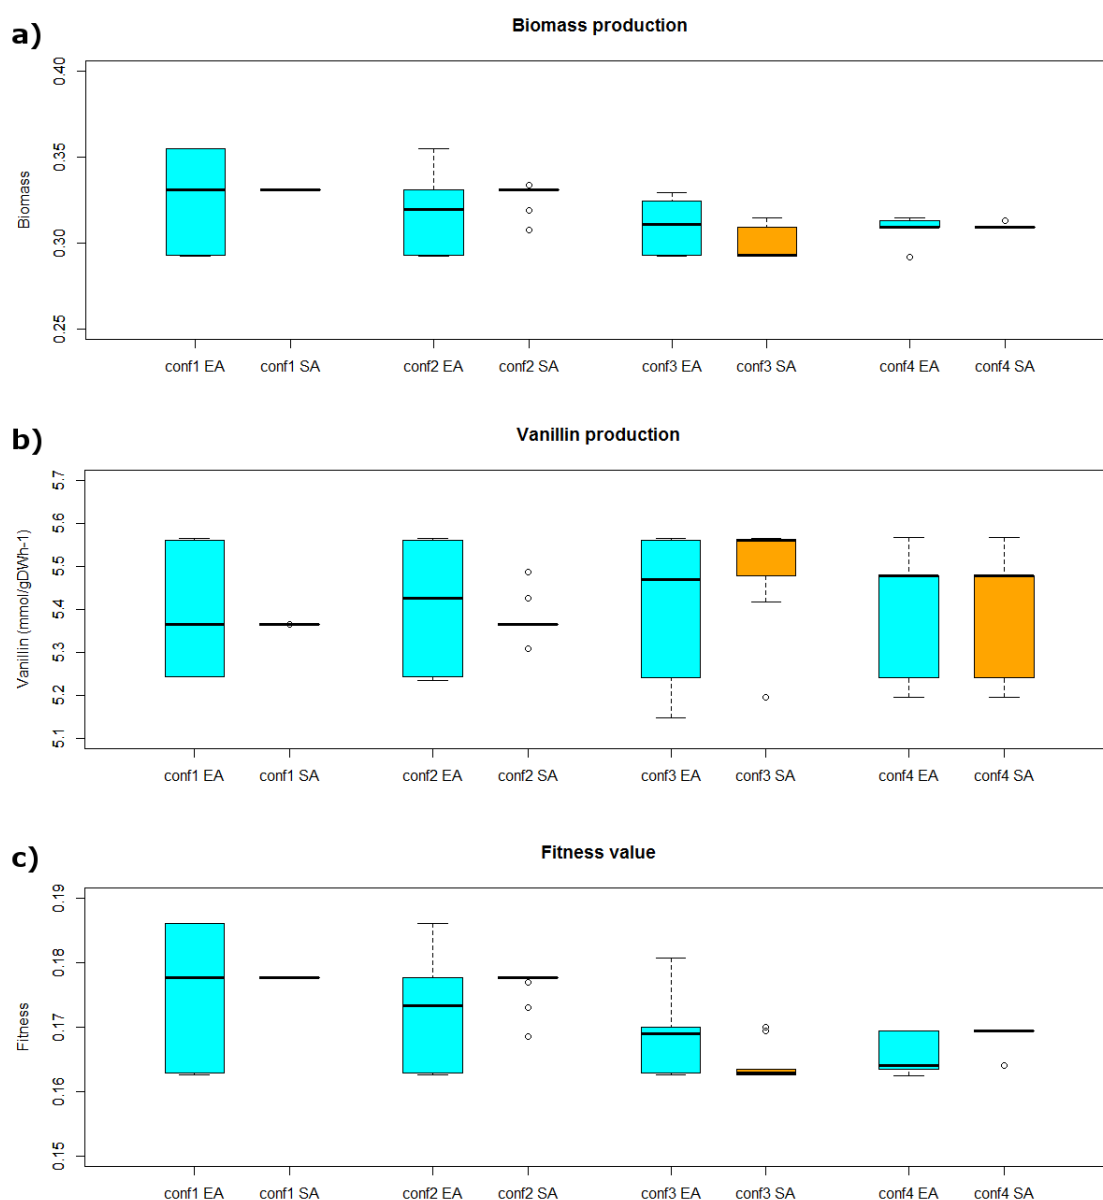 a)
Biomass production
Biomass
0.40
0.35
0.30
0.25
conf1 EA conf1 SA conf2 EA conf2 SA conf3 EA conf3 SA conf4 EA conf4 SA
b)
Vanillin production
Vanillin (mmol/gDWh-1)
5.7
5.6
5.5
5.4
5.3
5.2
5.1
conf1 EA conf1 SA conf2 EA conf2 SA conf3 EA conf3 SA conf4 EA conf4 SA
c)
Fitness value
Fitness
0.19
0.18
0.17
0.16
0.15
conf1 EA conf1 SA conf2 EA conf2 SA conf3 EA conf3 SA conf4 EA conf4 SA